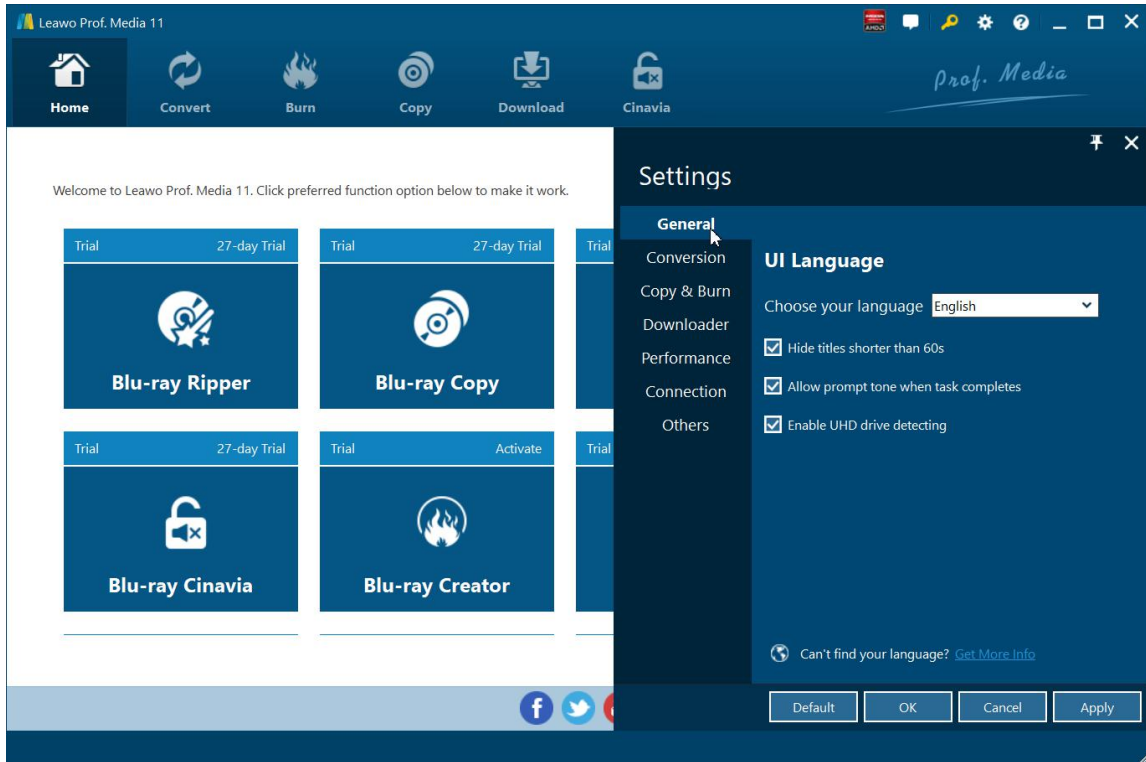 Leawo Prof. Media 11
Home
Convert
Burn
Copy
Download
Cinavia
Prof. Media
Welcome to Leawo Prof. Media 11. Click preferred function option below to make it work.
Trial 27-day Trial
Blu-ray Ripper
Trial 27-day Trial
Blu-ray Copy
Trial
Trial 27-day Trial
Blu-ray Cinavia
Trial Activate
Blu-ray Creator
Trial
Settings
General
Conversion
Copy & Burn
Downloader
Performance
Connection
Others
UI Language
Choose your language English
Hide titles shorter than 60s
Allow prompt tone when task completes
Enable UHD drive detecting
Can't find your language? Get More Info
Default
OK
Cancel
Apply